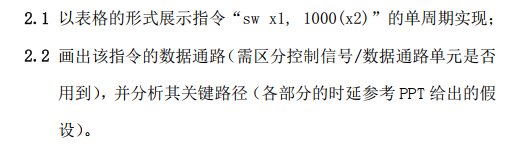 2.1 以表格的形式展示指令“sw x1, 1000(x2)”的单周期实现；
2.2 画出该指令的数据通路（需区分控制信号/数据通路单元是否
用到），并分析其关键路径（各部分的时延参考 PPT 给出的假
设）。